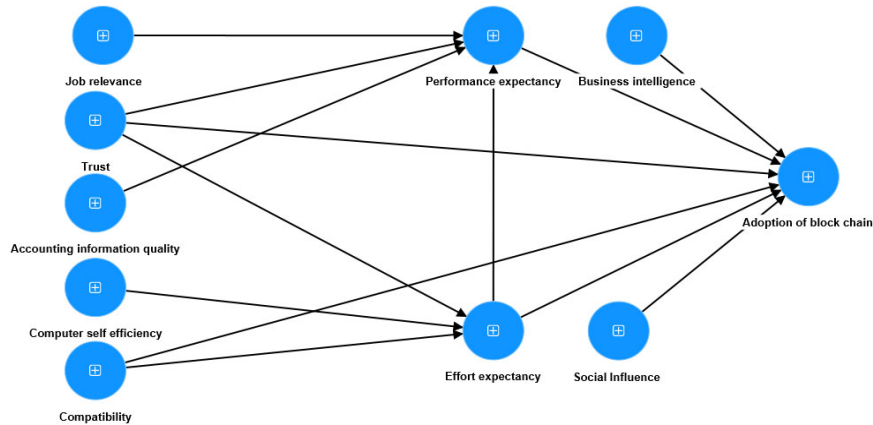 Job relevance
Performance expectancy
Business intelligence
Trust
Adoption of block chain
Accounting information quality
Computer self efficiency
Effort expectancy
Social Influence
Compatibility